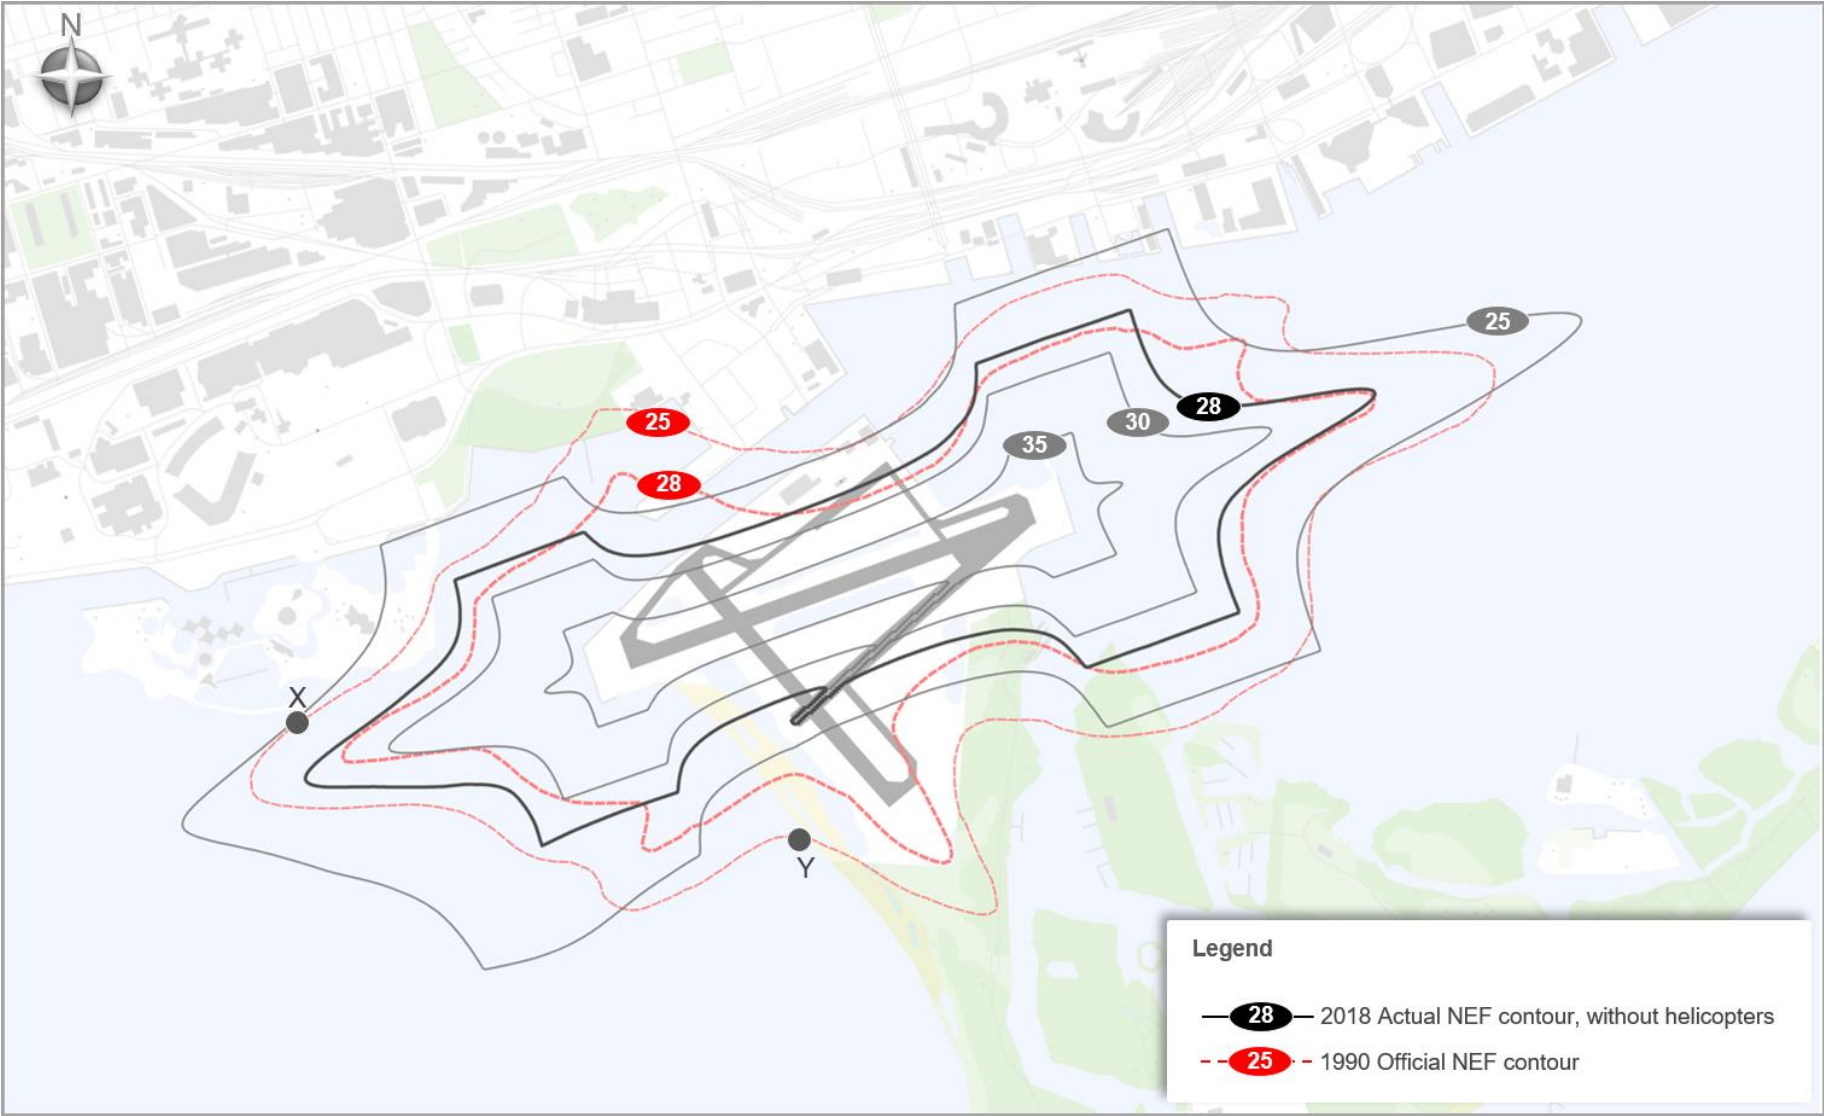 N
25
25
28
30
28
35
28
X
Y
Legend
28 2018 Actual NEF contour, without helicopters
25 1990 Official NEF contour